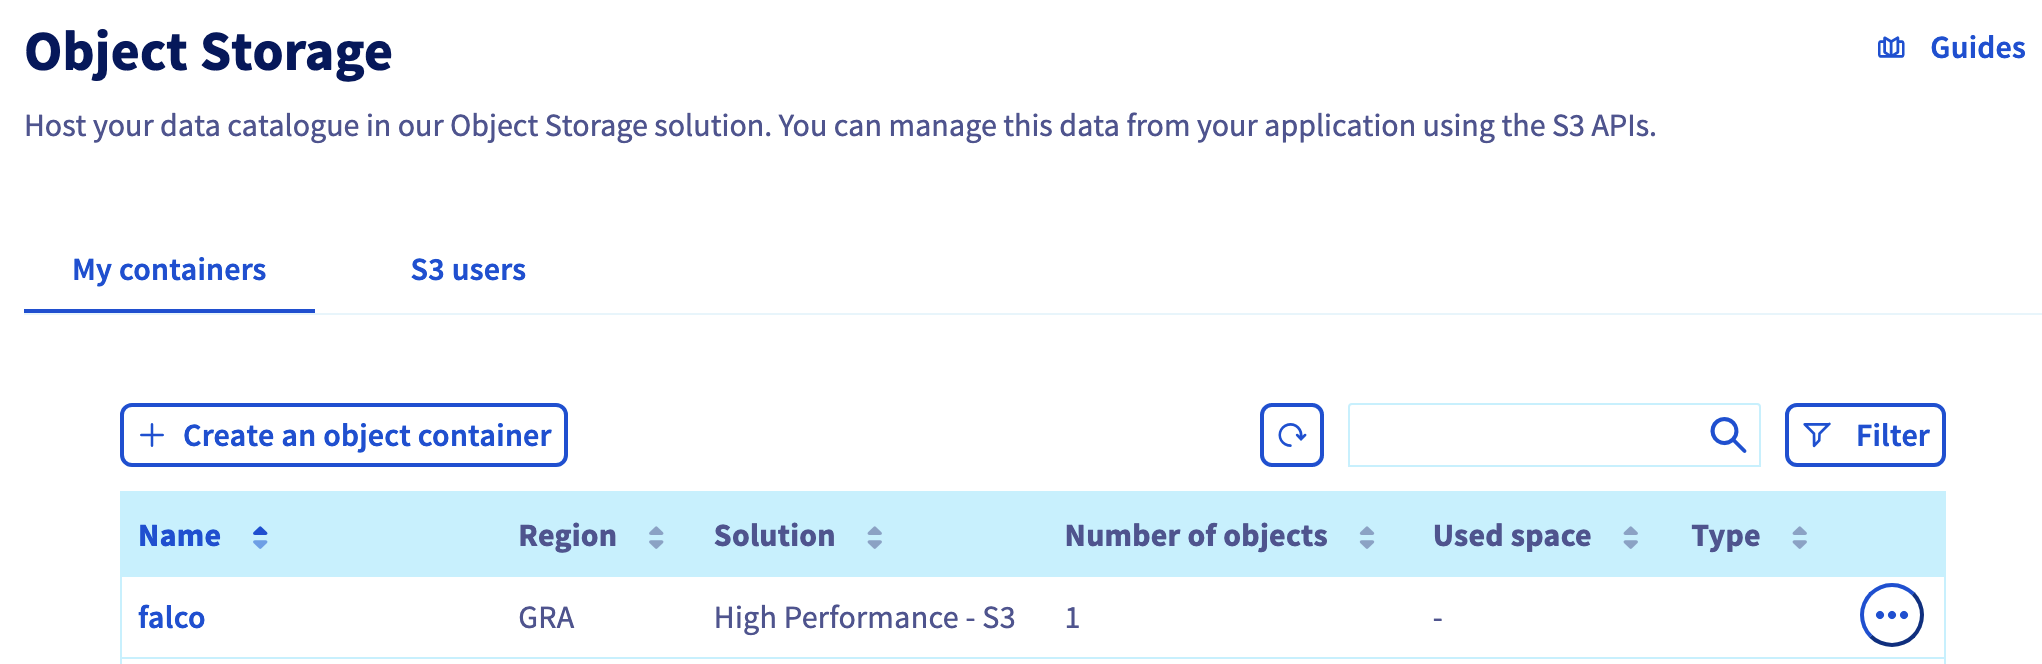 Object Storage
Guides
Host your data catalogue in our Object Storage solution. You can manage this data from your application using the S3 APIs.
My containers S3 users
Create an object container Filter
Name Region Solution Number of objects Used space Type
falco GRA High Performance - S3 1 -